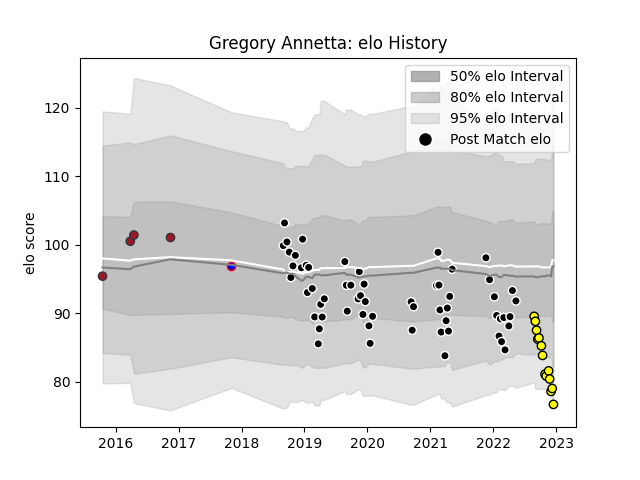 Gregory Annetta: elo History
50% elo Interval
80% elo Interval
95% elo Interval
Post Match elo
elo score
120
110
100
90
80
2016
2017
2018
2019
2020
2021
2022
2023